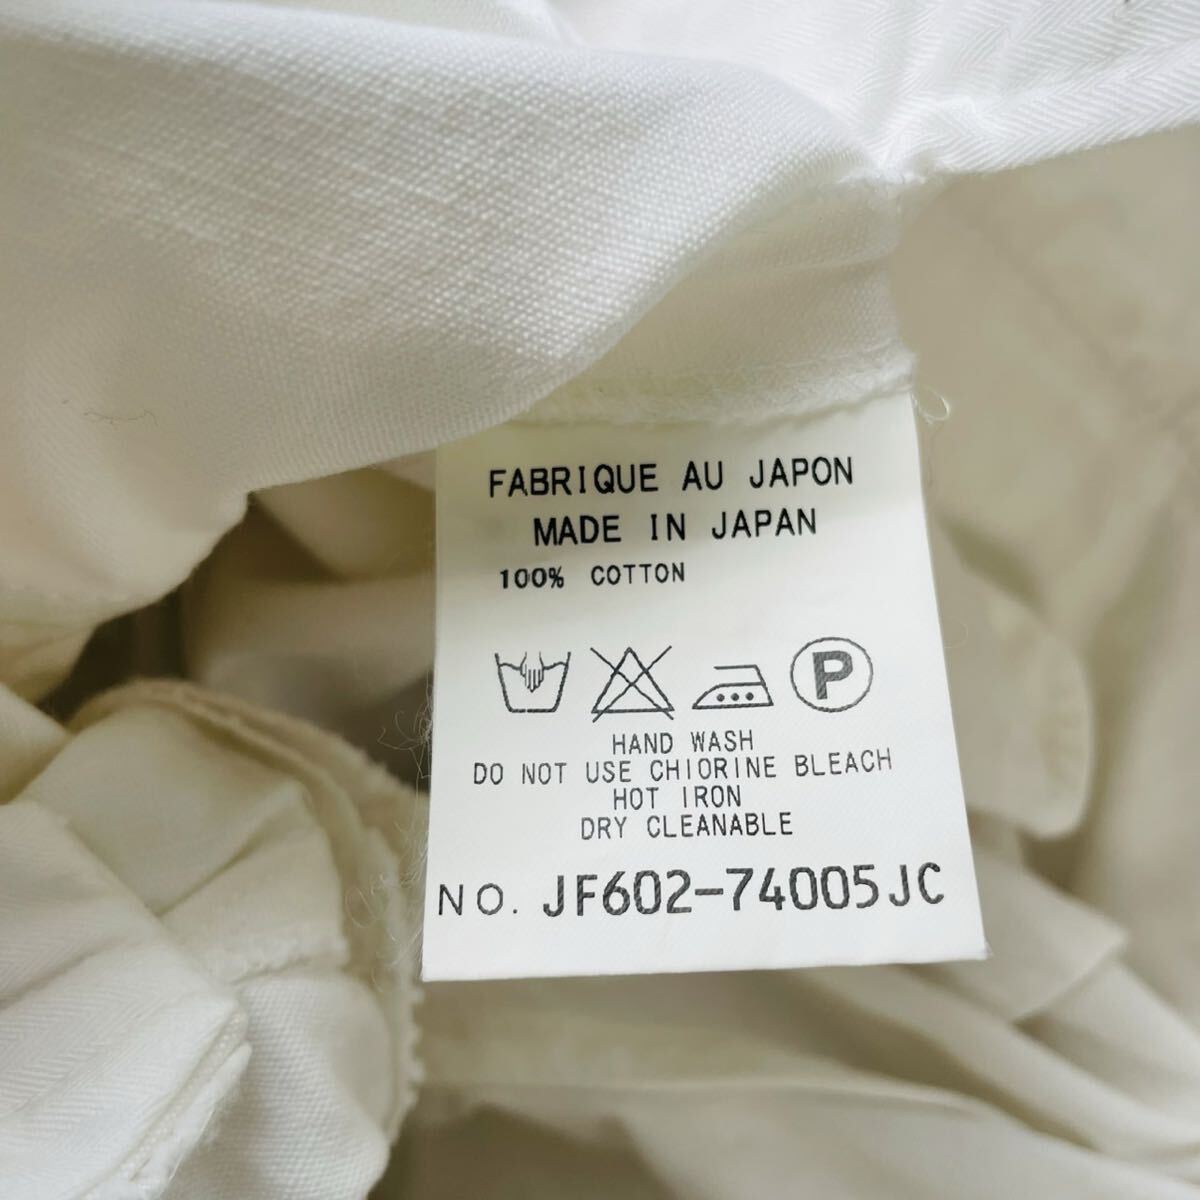 FABRIQUE AU JAPON
MADE IN JAPAN
100% COTTON
P
HAND WASH
DO NOT USE CHIORINE BLEACH
HOT IRON
DRY CLEANABLE
NO. JF602-74005JC